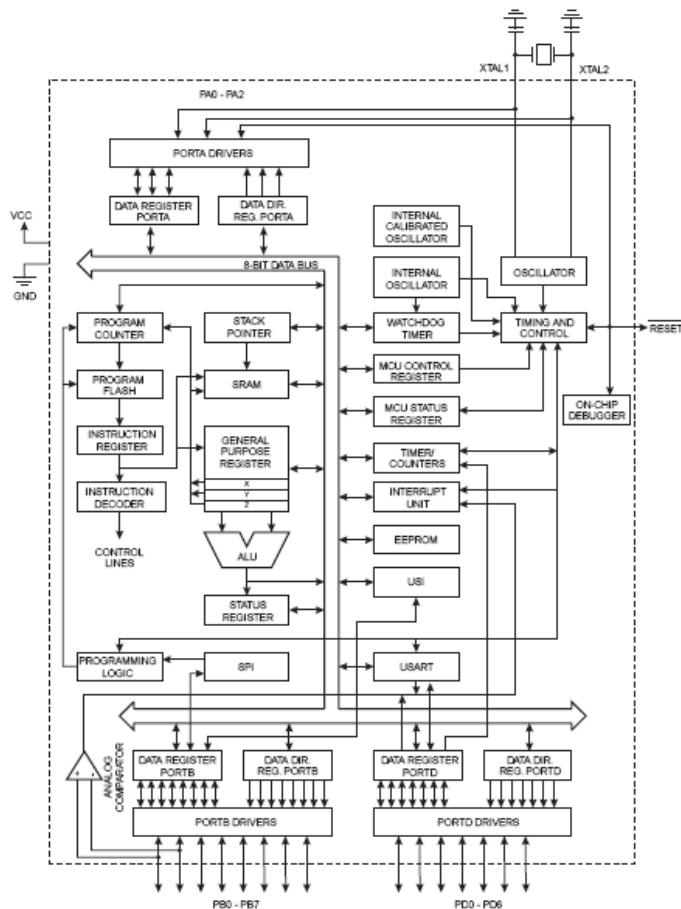 XTAL1
XTAL2
PA0 - PA2
PORTA DRIVERS
DATA REGISTER
PORTA
DATA DIR.
REG. PORTA
VCC
GND
8-BIT DATA BUS
INTERNAL
CALIBRATED
OSCILLATOR
INTERNAL
OSCILLATOR
OSCILLATOR
PROGRAM
COUNTER
STACK
POINTER
WATCHDOG
TIMER
TIMING AND
CONTROL
RESET
PROGRAM
FLASH
SRAM
MCU CONTROL
REGISTER
MCU STATUS
REGISTER
ON-CHIP
DEBUGGER
INSTRUCTION
REGISTER
GENERAL
PURPOSE
REGISTER
X
Y
Z
TIMER/
COUNTERS
INSTRUCTION
DECODER
INTERRUPT
UNIT
CONTROL
LINES
ALU
EEPROM
USI
STATUS
REGISTER
PROGRAMMING
LOGIC
SPI
USART
ANALOG
COMPARATOR
+
-
DATA REGISTER
PORTB
DATA DIR.
REG. PORTB
DATA REGISTER
PORTD
DATA DIR.
REG. PORTD
PORTB DRIVERS
PORTD DRIVERS
PB0 - PB7
PD0 - PD6